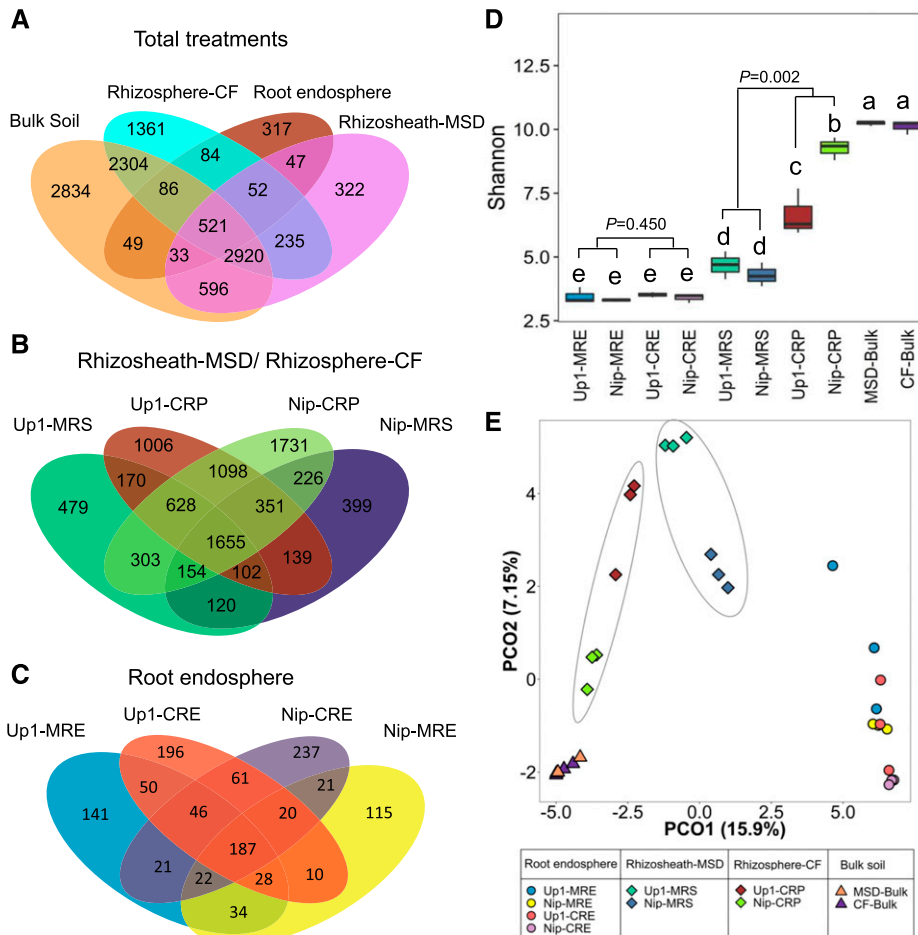 A
Total treatments
Rhizosphere-CF Root endosphere
Bulk Soil Rhizosheath-MSD
1361 317
2304 84 47
2834 86 52 322
521
49 33 2920 235
596
B
Rhizosheath-MSD/ Rhizosphere-CF
Up1-CRP Nip-CRP
Up1-MRS Nip-MRS
1006 1731
170 1098 226
479 628 351 399
1655
303 154 102 139
120
C
Root endosphere
Up1-CRE Nip-CRE
Up1-MRE Nip-MRE
196 237
50 61 21
141 46 20 115
187
21 22 28 10
34
D
Shannon
12.5
10.0
7.5
5.0
2.5
P=0.002
P=0.450
e e e e d d c b a a
Up1-MRE
Nip-MRE
Up1-CRE
Nip-CRE
Up1-MRS
Nip-MRS
Up1-CRP
Nip-CRP
MSD-Bulk
CF-Bulk
E
PCO2 (7.15%)
4
2
0
-2
-5.0 -2.5 0.0 2.5 5.0
PCO1 (15.9%)
Root endosphere Rhizosheath-MSD Rhizosphere-CF Bulk soil
Up1-MRE Up1-MRS Up1-CRP MSD-Bulk
Nip-MRE Nip-MRS Nip-CRP CF-Bulk
Up1-CRE
Nip-CRE